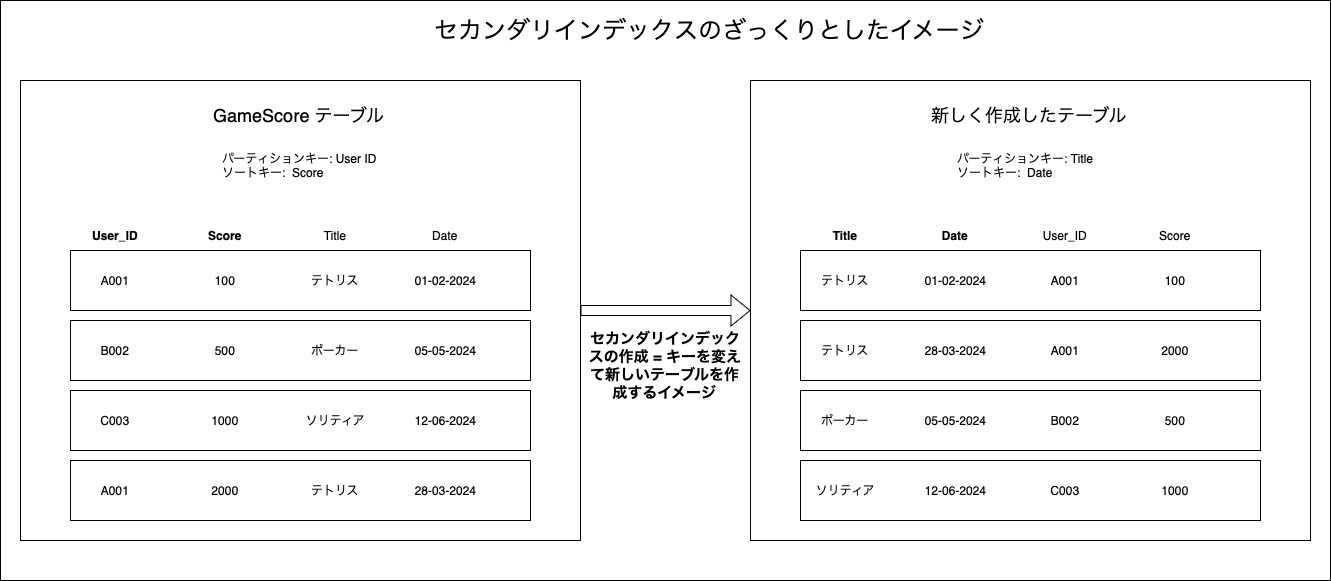 セカンダリインデックスのざっくりとしたイメージ
GameScore テーブル
パーティションキー: User ID
ソートキー: Score
User_ID Score Title Date
A001 100 テトリス 01-02-2024
B002 500 ポーカー 05-05-2024
C003 1000 ソリティア 12-06-2024
A001 2000 テトリス 28-03-2024
セカンダリインデック
スの作成 = キーを変え
て新しいテーブルを作
成するイメージ
新しく作成したテーブル
パーティションキー: Title
ソートキー: Date
Title Date User_ID Score
テトリス 01-02-2024 A001 100
テトリス 28-03-2024 A001 2000
ポーカー 05-05-2024 B002 500
ソリティア 12-06-2024 C003 1000